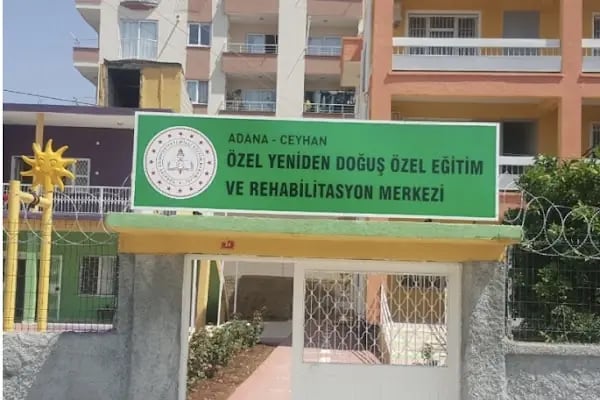 ADANA - CEYHAN
ÖZEL YENİDEN DOĞUŞ ÖZEL EĞİTİM
VE REHABİLİTASYON MERKEZİ